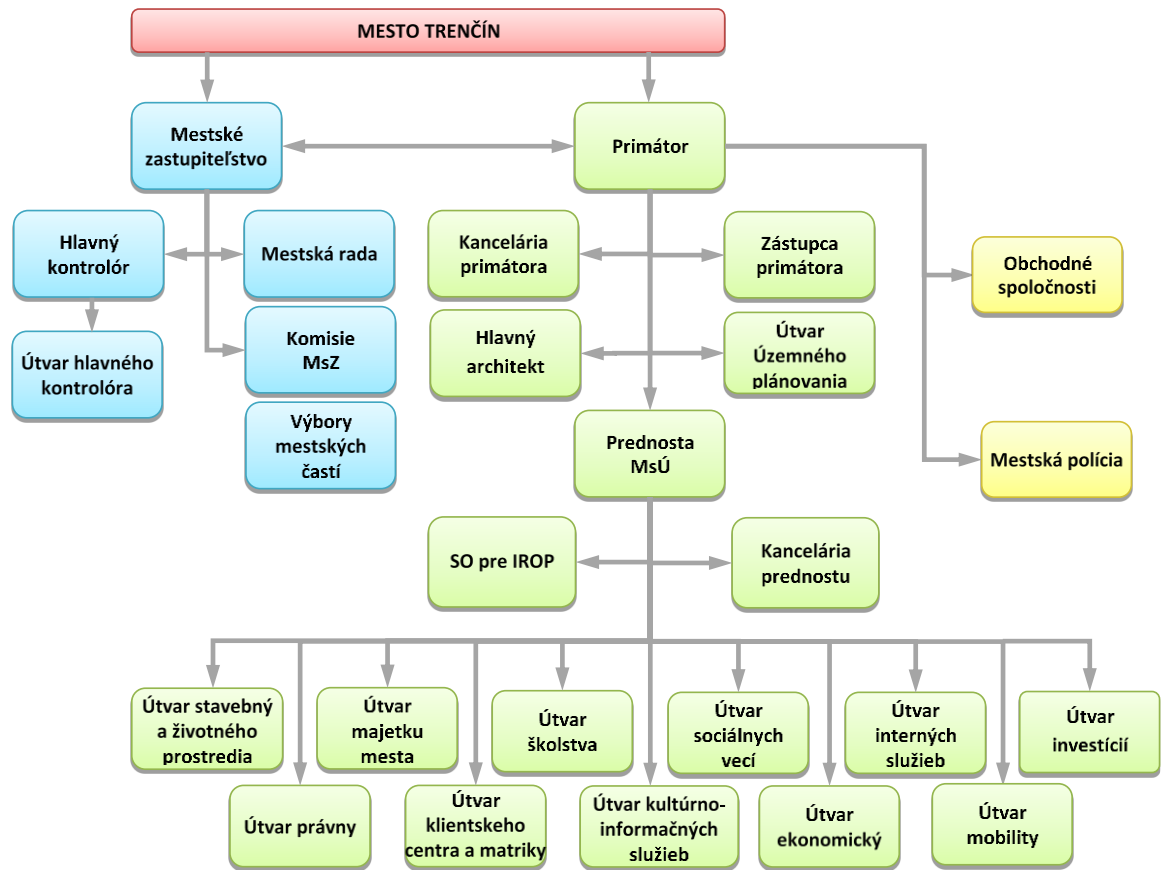 MESTO TRENČÍN
Mestské
zastupiteľstvo
Primátor
Hlavný
kontrolór
Mestská rada
Kancelária
primátora
Zástupca
primátora
Obchodné
spoločnosti
Útvar hlavného
kontrolóra
Komisie
MsZ
Hlavný
architekt
Útvar
Územného
plánovania
Výbory
mestských
častí
Prednosta
MsÚ
Mestská polícia
SO pre IROP
Kancelária
prednostu
Útvar stavebný
a životného
prostredia
Útvar
majetku
mesta
Útvar
školstva
Útvar
sociálnych
vecí
Útvar
interných
služieb
Útvar
investícií
Útvar právny
Útvar
klientskeho
centra a matriky
Útvar kultúrno-
informačných
služieb
Útvar
ekonomický
Útvar
mobility